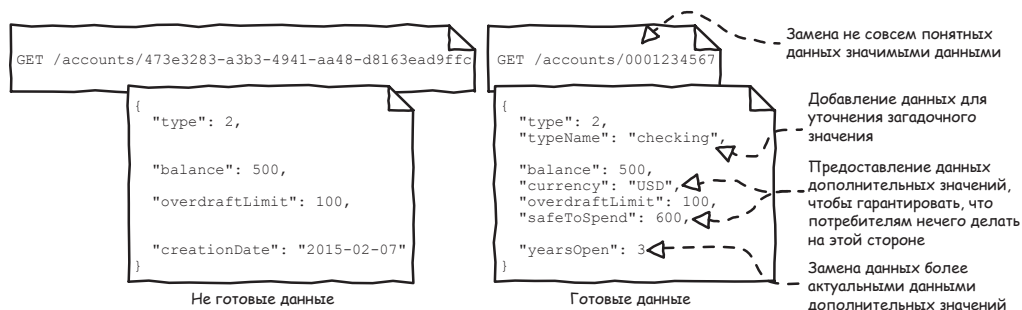 GET /accounts/473e3283-a3b3-4941-aa48-d8163ead9ffc
{
"type": 2,
"balance": 500,
"overdraftLimit": 100,
"creationDate": "2015-02-07"
}
Не готовые данные
GET /accounts/0001234567
{
"type": 2,
"typeName": "checking",
"balance": 500,
"currency": "USD",
"overdraftLimit": 100,
"safeToSpend": 600,
"yearsOpen": 3
}
Готовые данные
Замена не совсем понятных
данных значимыми данными
Добавление данных для
уточнения загадочного
значения
Предоставление данных
дополнительных значений,
чтобы гарантировать, что
потребителям нечего делать
на этой стороне
Замена данных более
актуальными данными
дополнительных значений